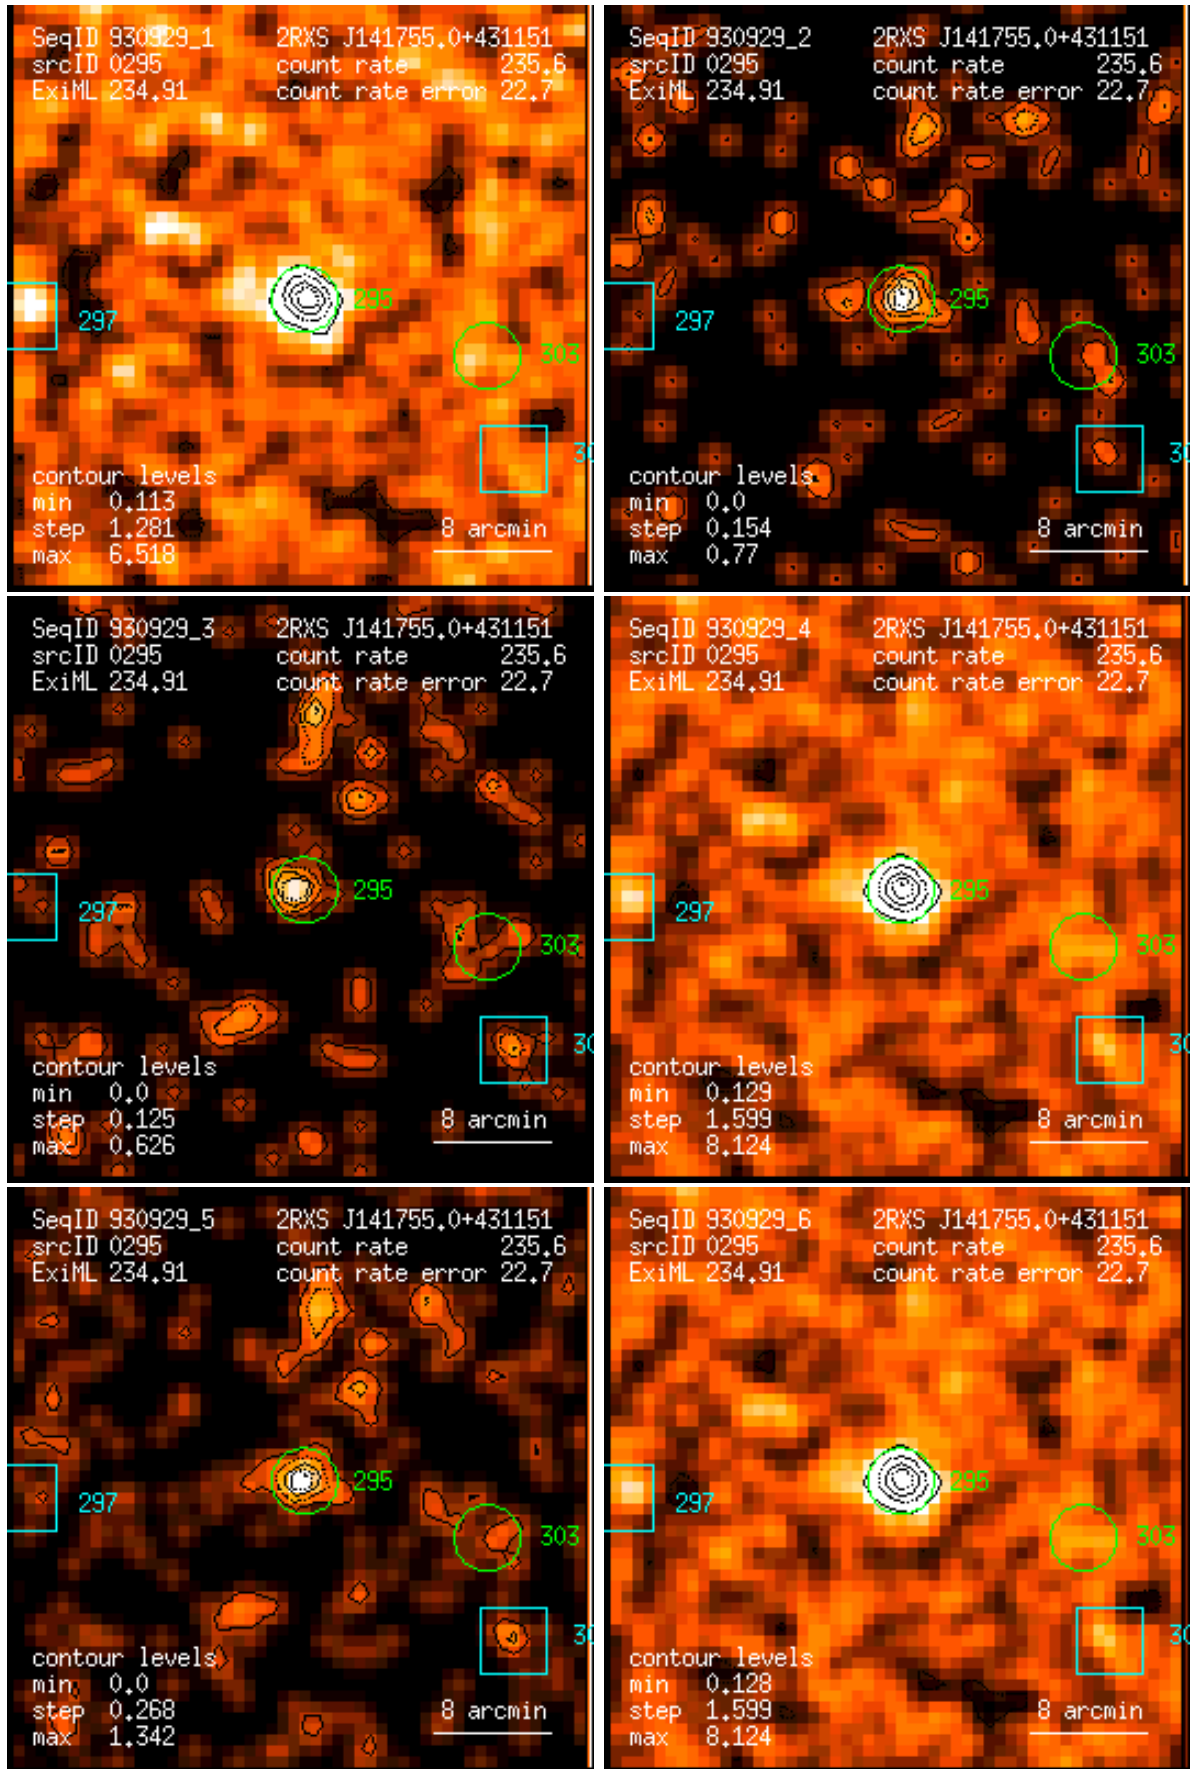 SeqID 930929_1 2RXS J141755.0+431151
srcID 0295 count rate 235.6
ExiML 234.91 count rate error 22.7
295
297
303
30
contour levels
min 0.113
step 1.281 8 arcmin
max 6.518
SeqID 930929_2 2RXS J141755.0+431151
srcID 0295 count rate 235.6
ExiML 234.91 count rate error 22.7
295
297
303
30
contour levels
min 0.0
step 0.154 8 arcmin
max 0.77
SeqID 930929_3 2RXS J141755.0+431151
srcID 0295 count rate 235.6
ExiML 234.91 count rate error 22.7
295
297
303
30
contour levels
min 0.0
step 0.125 8 arcmin
max 0.626
SeqID 930929_4 2RXS J141755.0+431151
srcID 0295 count rate 235.6
ExiML 234.91 count rate error 22.7
295
297
303
30
contour levels
min 0.129
step 1.599 8 arcmin
max 8.124
SeqID 930929_5 2RXS J141755.0+431151
srcID 0295 count rate 235.6
ExiML 234.91 count rate error 22.7
295
297
303
30
contour levels
min 0.0
step 0.268 8 arcmin
max 1.342
SeqID 930929_6 2RXS J141755.0+431151
srcID 0295 count rate 235.6
ExiML 234.91 count rate error 22.7
295
297
303
30
contour levels
min 0.128
step 1.599 8 arcmin
max 8.124